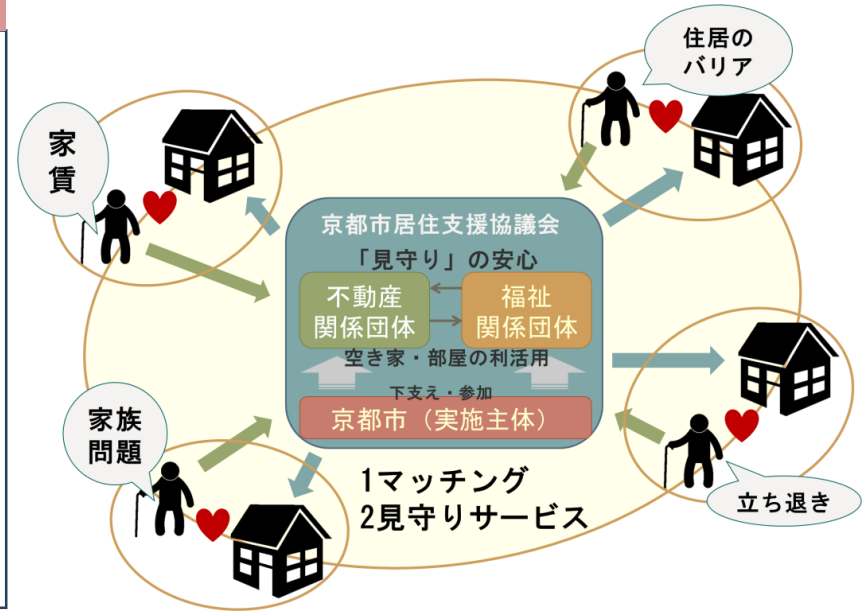 住居の
バリア
家
賃
京都市居住支援協議会
「見守り」の安心
不動産
関係団体
福祉
関係団体
空き家・部屋の利活用
下支え・参加
京都市（実施主体）
家族
問題
立ち退き
1マッチング
2見守りサービス